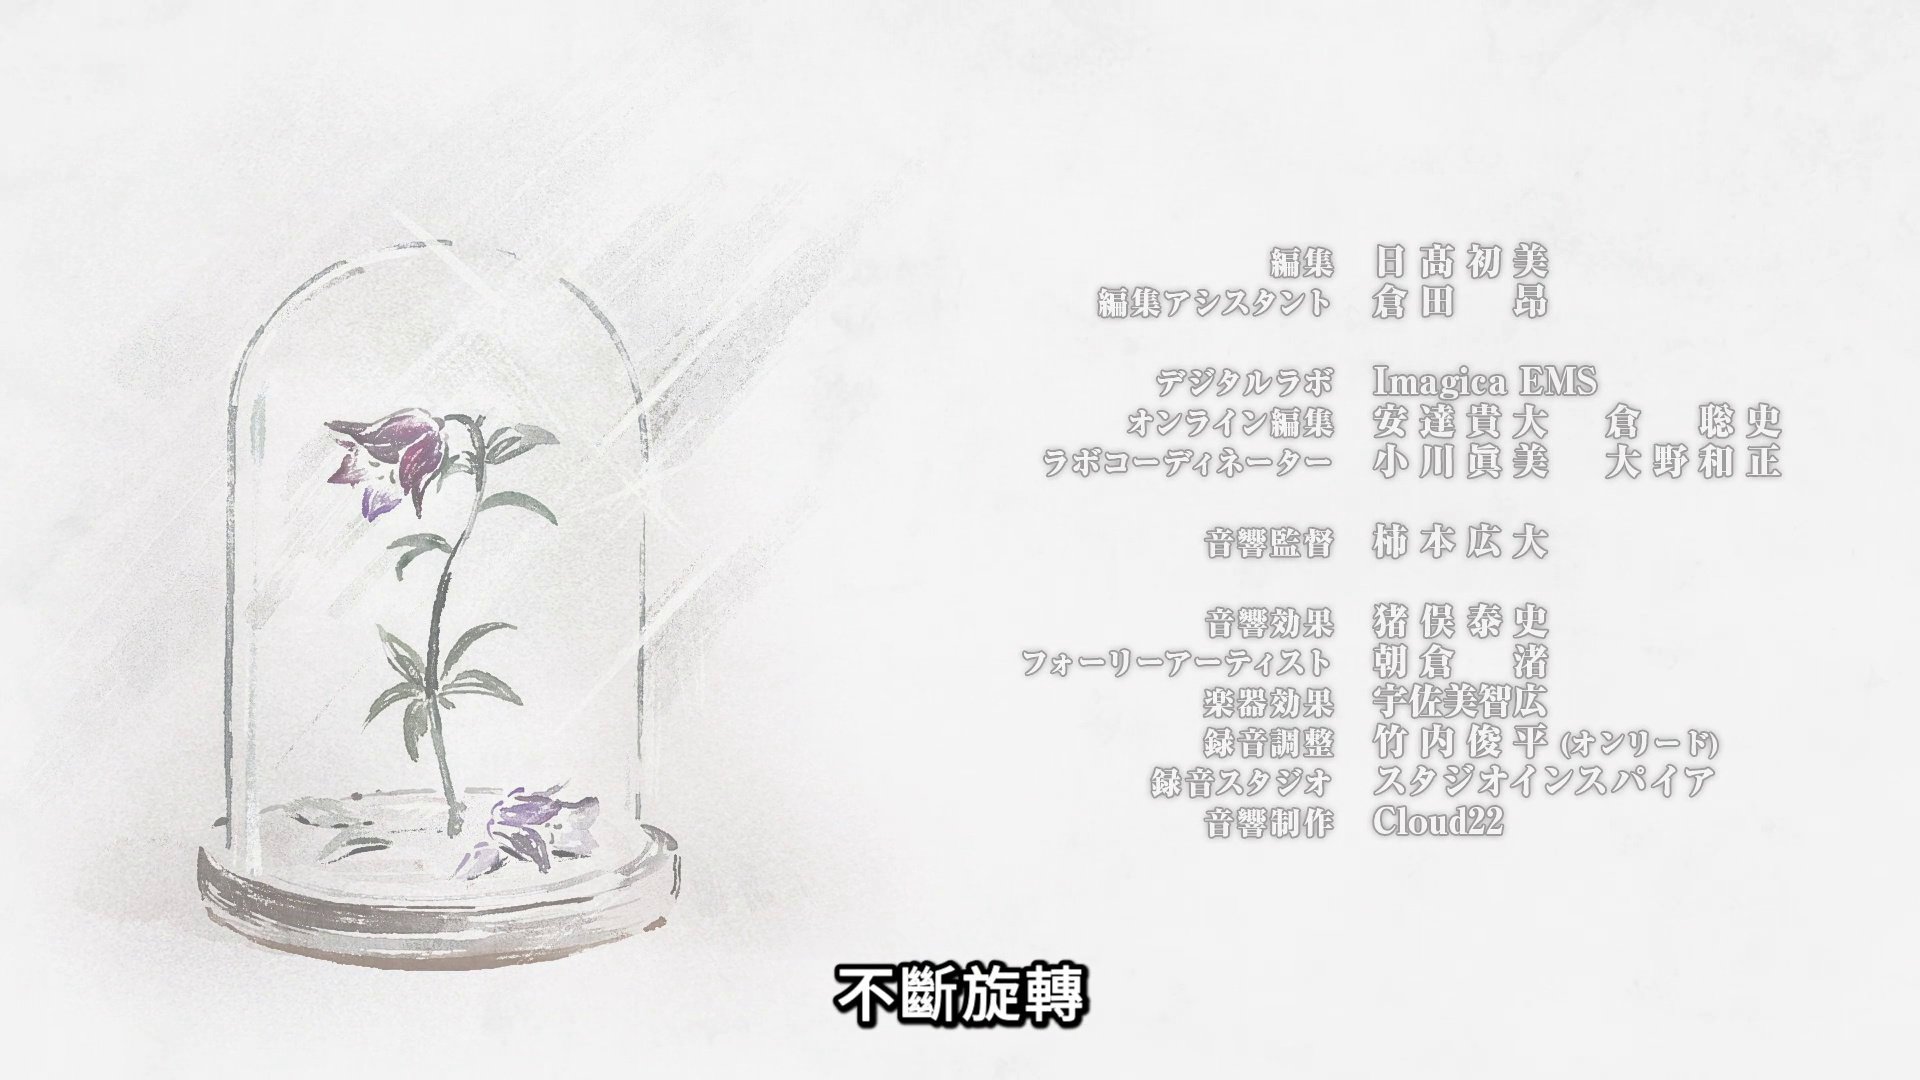 編集 日髙初美
編集アシスタント 倉田 昂
デジタルラボ Imagica EMS
オンライン編集 安達貴大 倉 聡史
ラボコーディネーター 小川眞美 大野和正
音響監督 柿本広大
音響効果 猪俣泰史
フォーリーアーティスト 朝倉 渚
楽器効果 宇佐美智広
録音調整 竹内俊平(オンリード)
録音スタジオ スタジオインスパイア
音響制作 Cloud22
不斷旋轉